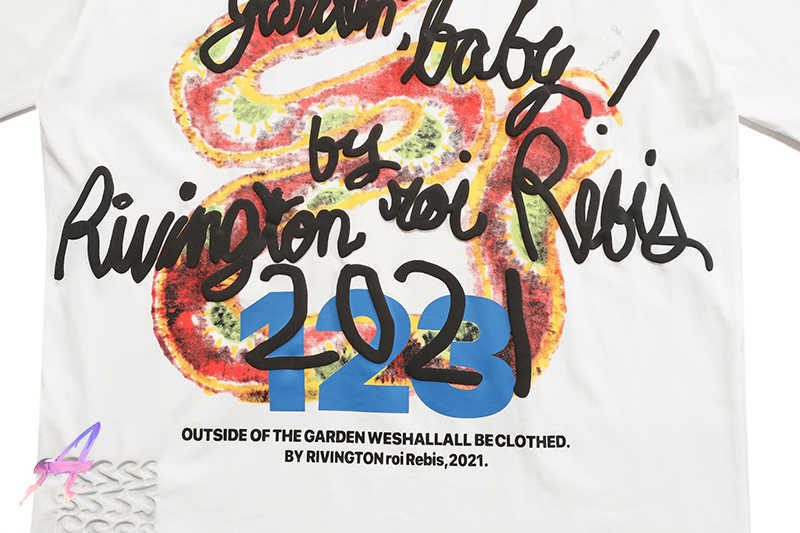 garden
baby!
by
Rivington roi Rebis
2021
123
OUTSIDE OF THE GARDEN WESHALLALL BE CLOTHED.
BY RIVINGTON roi Rebis, 2021.
A